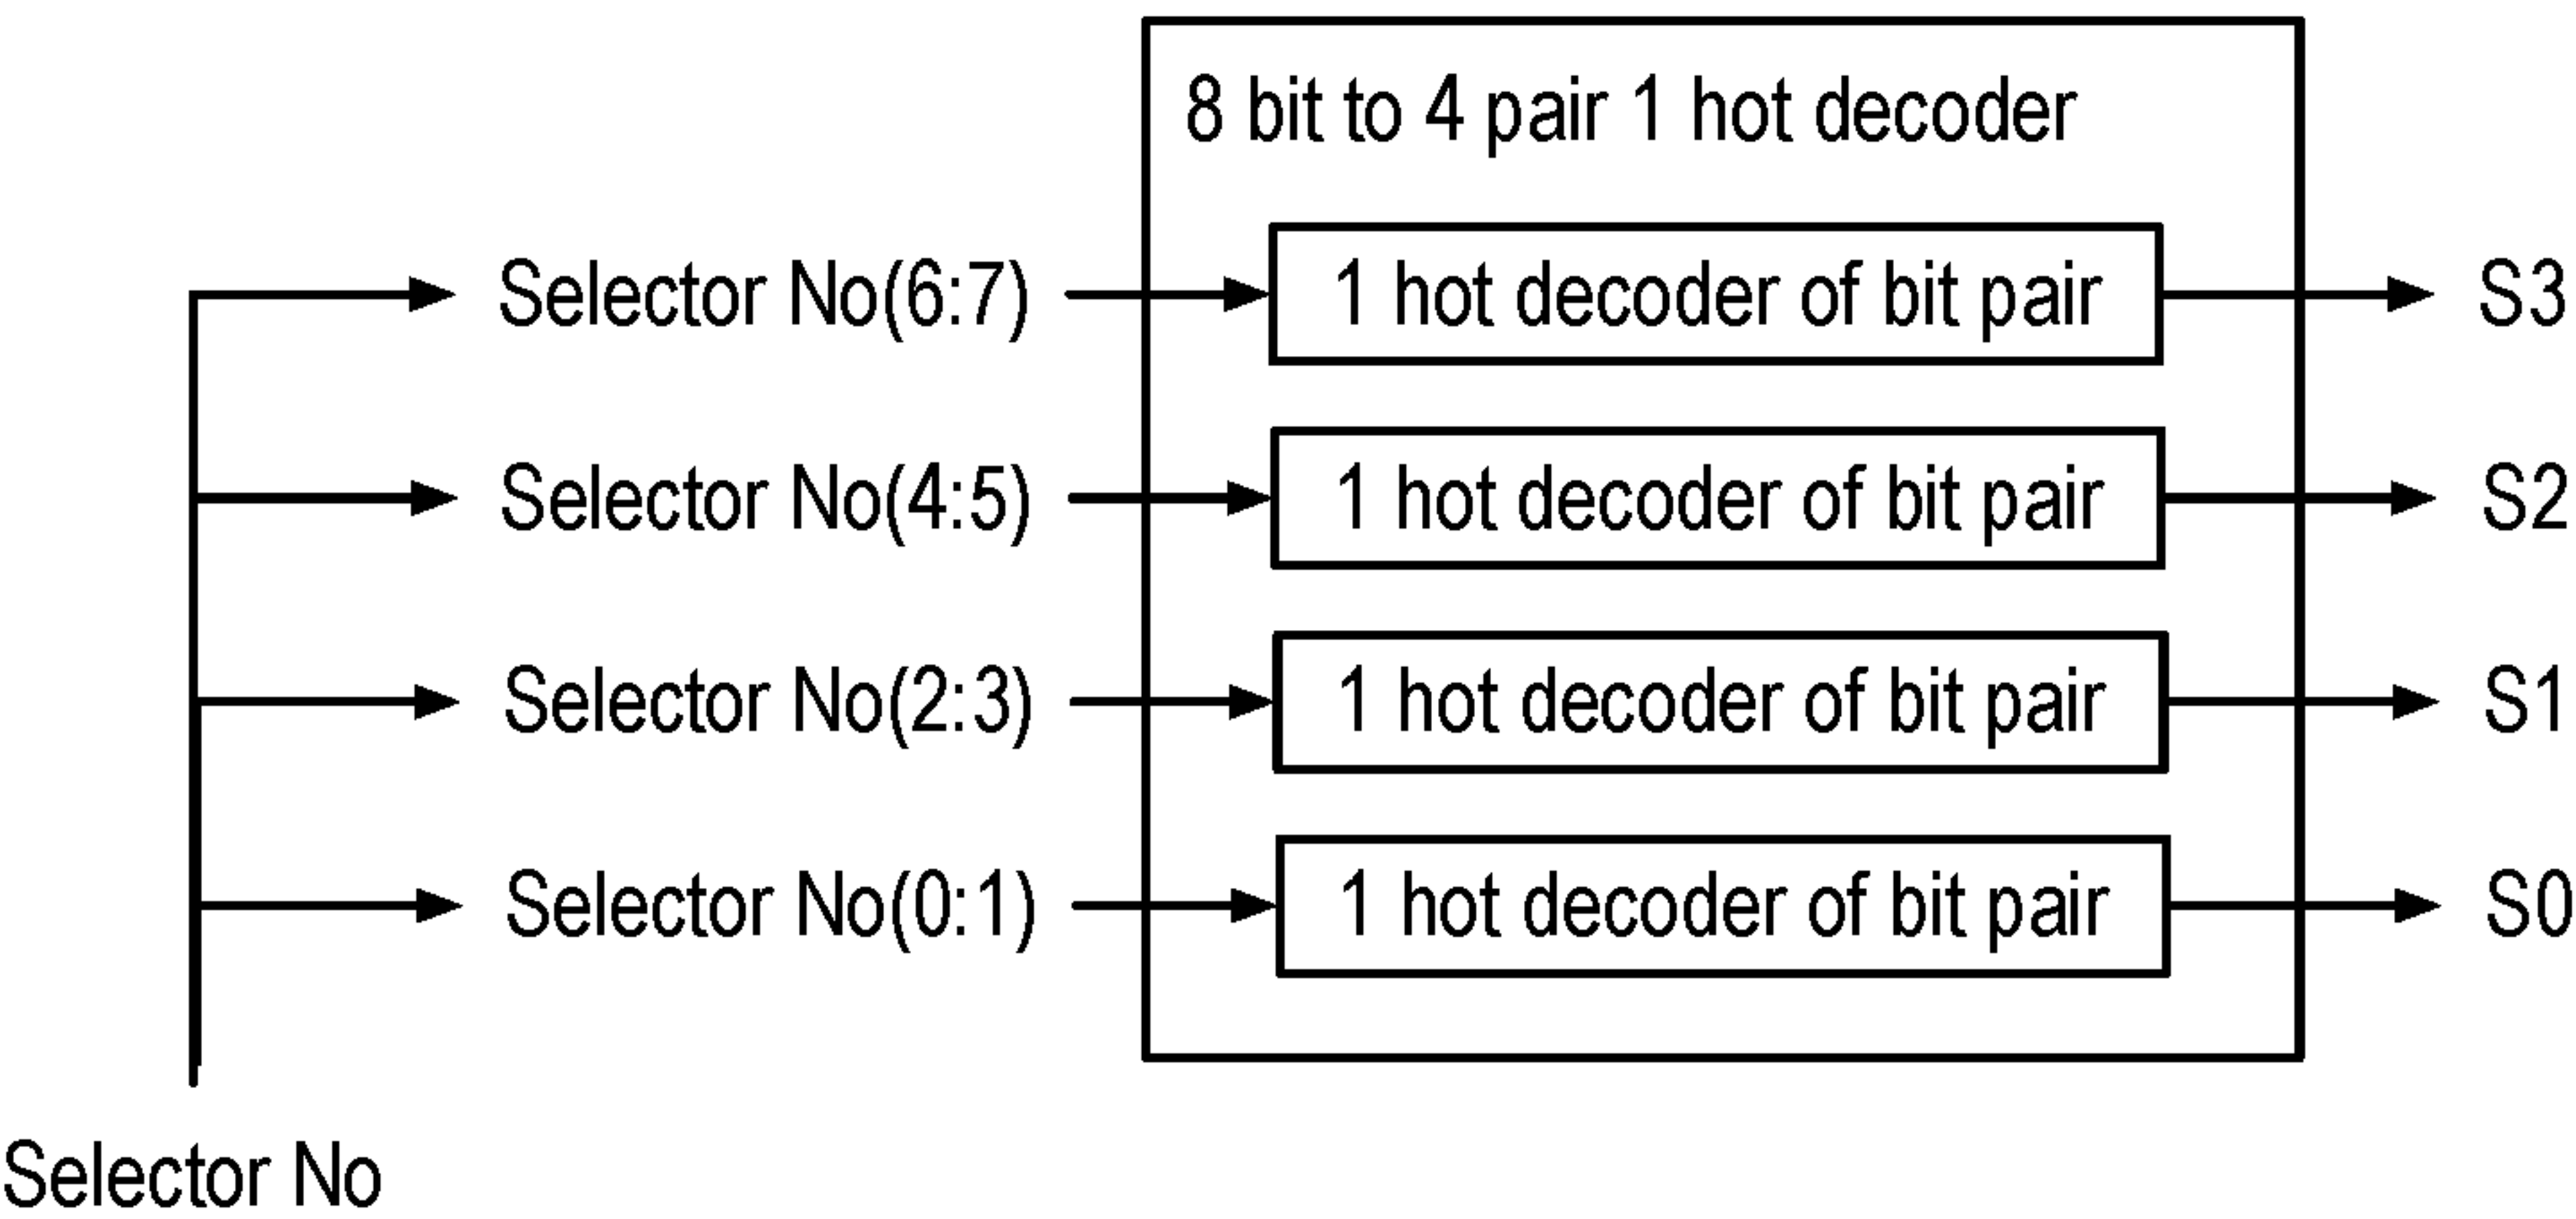 8 bit to 4 pair 1 hot decoder
Selector No(6:7) 1 hot decoder of bit pair S3
Selector No(4:5) 1 hot decoder of bit pair S2
Selector No(2:3) 1 hot decoder of bit pair S1
Selector No(0:1) 1 hot decoder of bit pair S0
Selector No